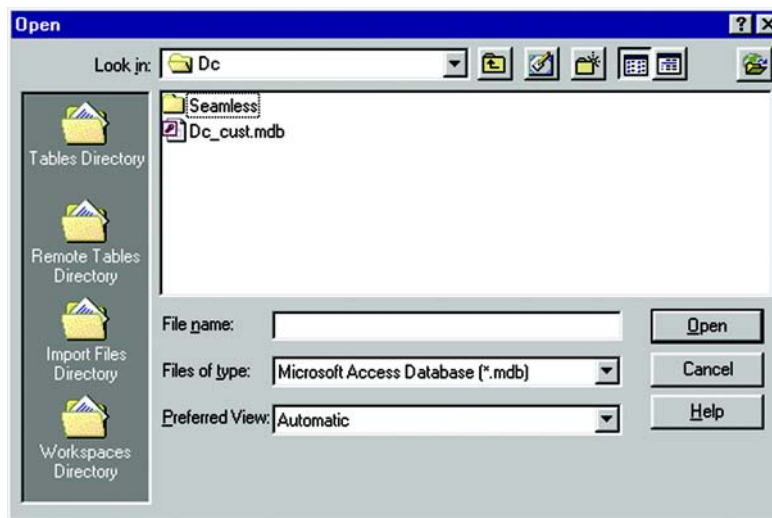 Open
Look in: Dc
Tables Directory
Remote Tables
Directory
Import Files
Directory
Workspaces
Directory
Seamless
Dc_cust.mdb
File name:
Open
Files of type: Microsoft Access Database (*.mdb)
Cancel
Preferred View: Automatic
Help